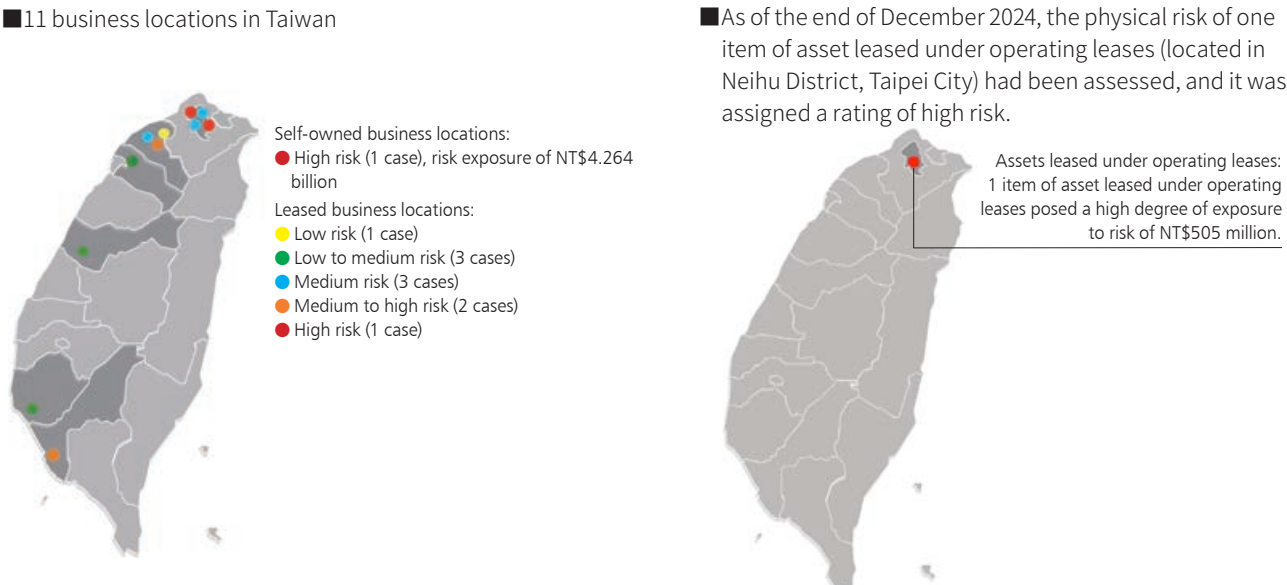 ■11 business locations in Taiwan
Self-owned business locations:
High risk (1 case), risk exposure of NT$4.264
billion
Leased business locations:
Low risk (1 case)
Low to medium risk (3 cases)
Medium risk (3 cases)
Medium to high risk (2 cases)
High risk (1 case)
■As of the end of December 2024, the physical risk of one
item of asset leased under operating leases (located in
Neihu District, Taipei City) had been assessed, and it was
assigned a rating of high risk.
Assets leased under operating leases:
1 item of asset leased under operating
leases posed a high degree of exposure
to risk of NT$505 million.